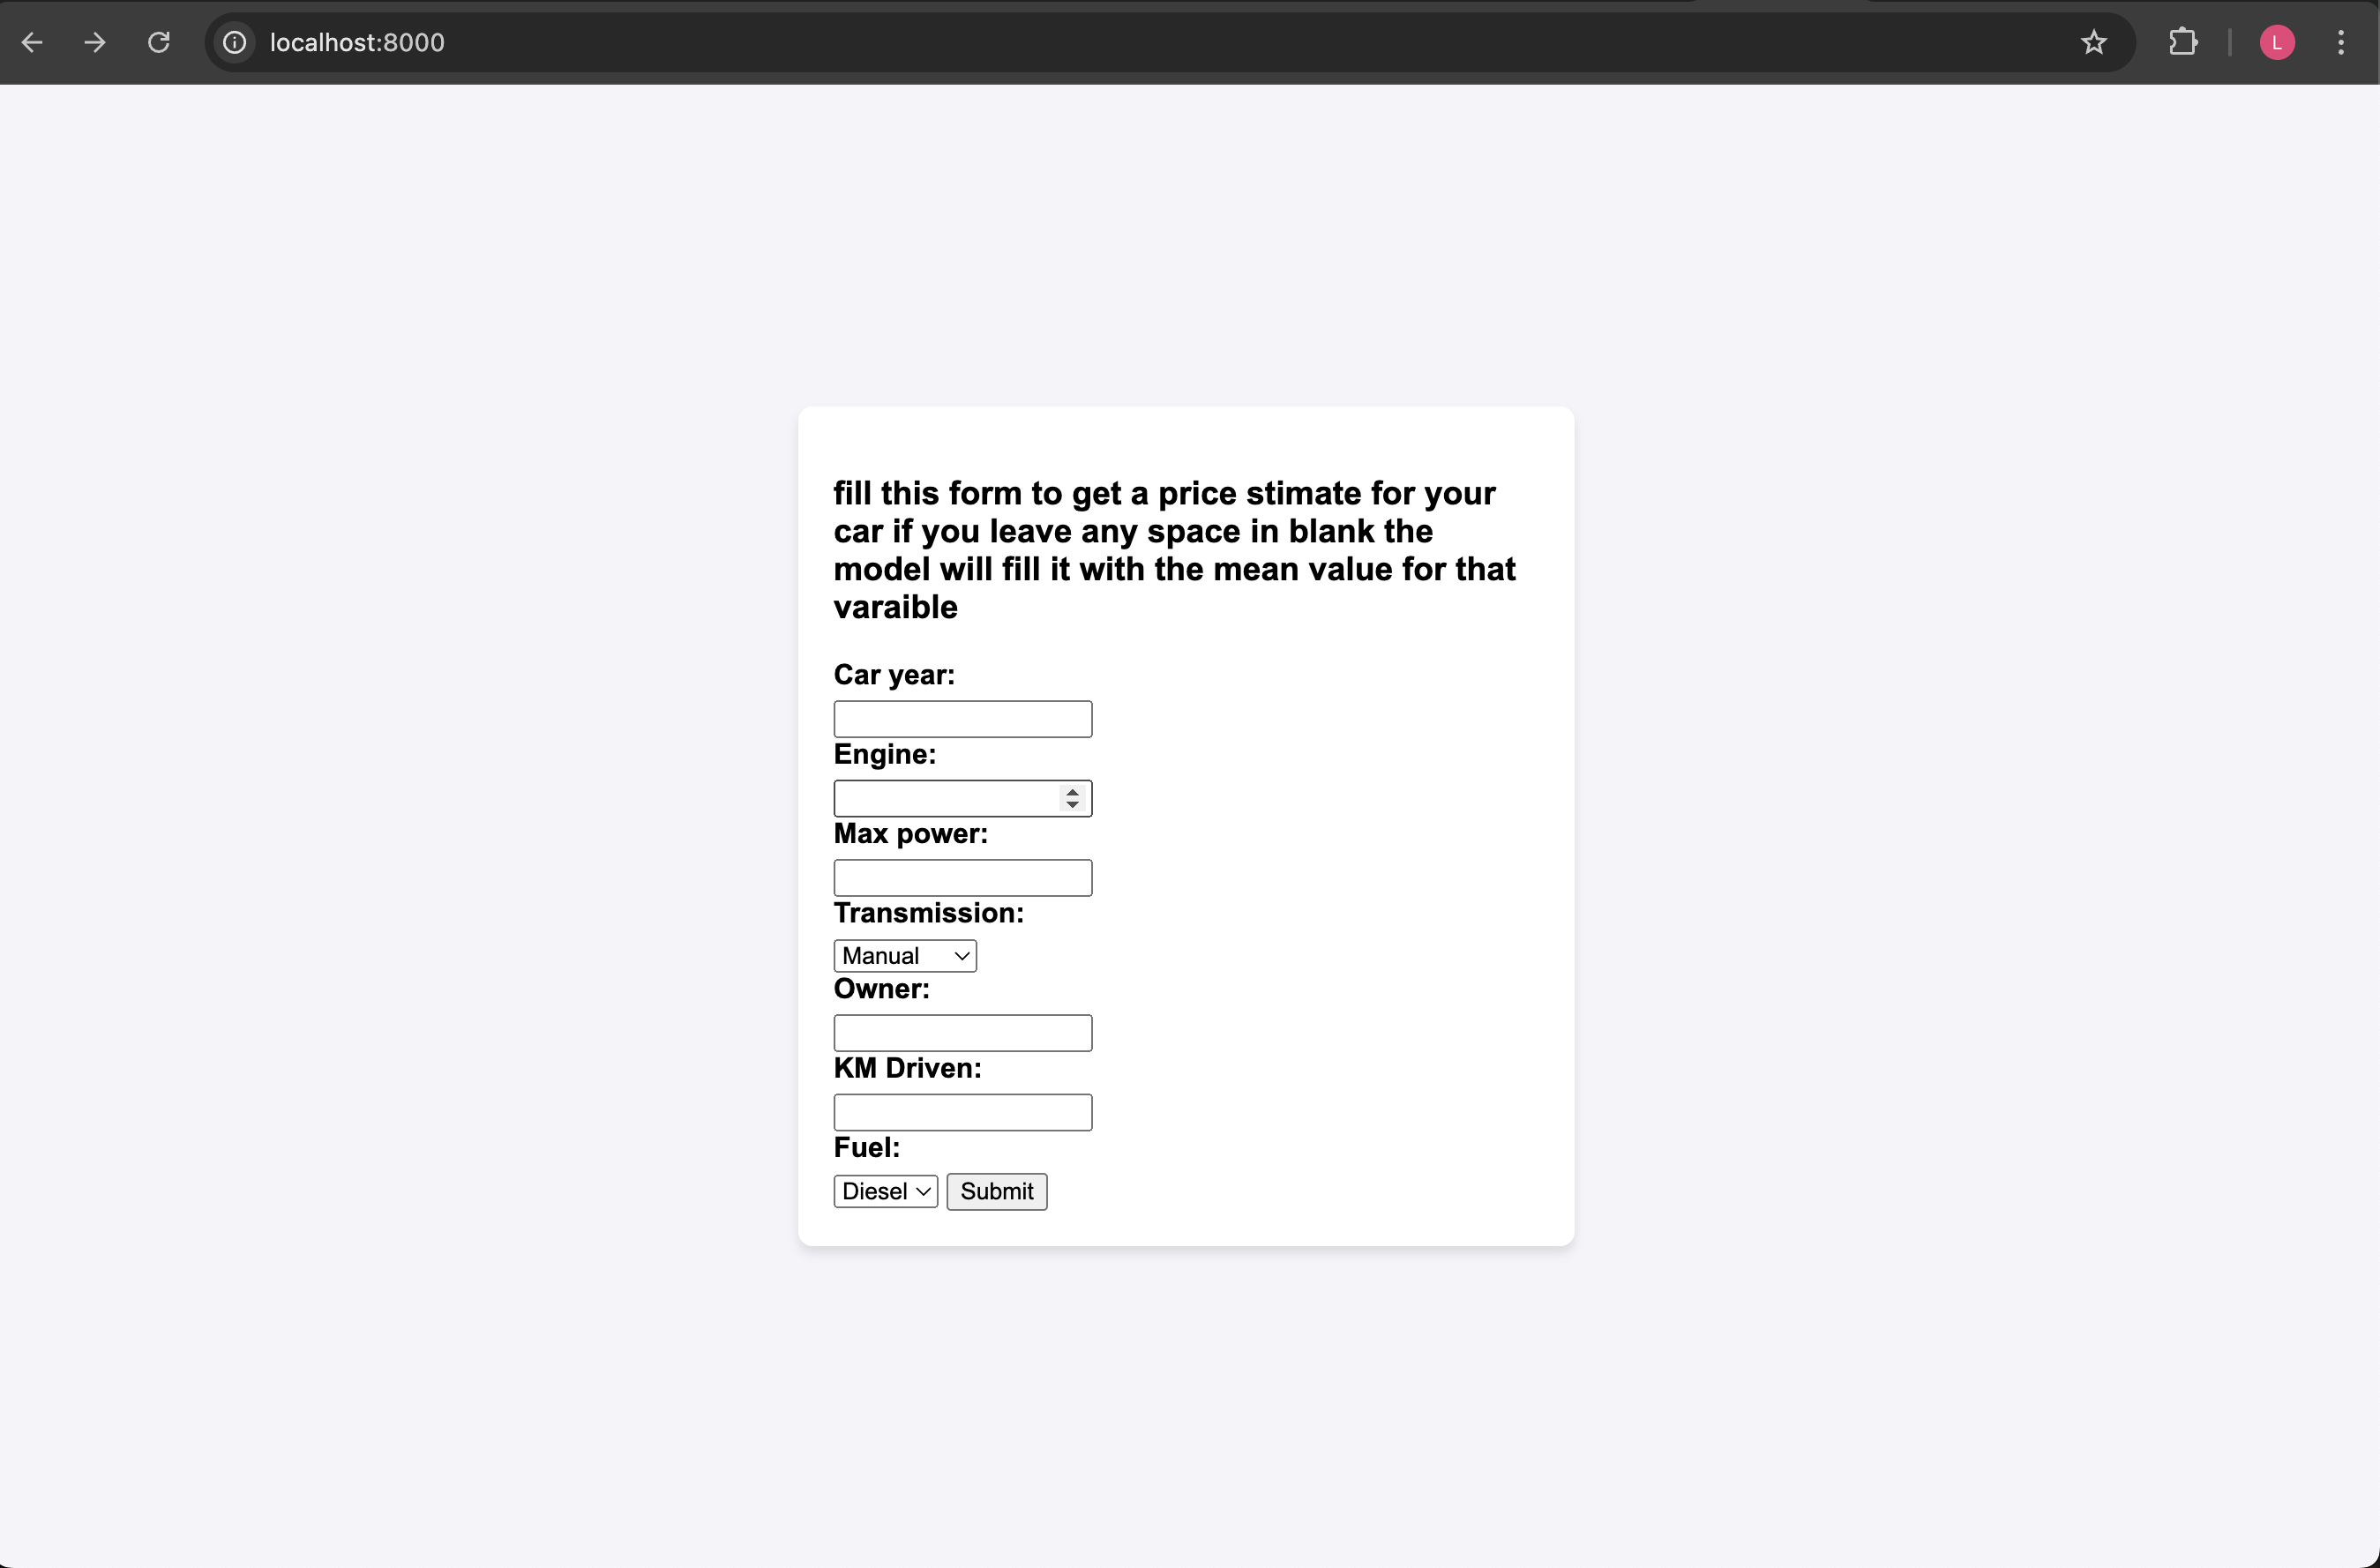 localhost:8000
L
fill this form to get a price stimate for your
car if you leave any space in blank the
model will fill it with the mean value for that
varaible
Car year:
Engine:
Max power:
Transmission:
Manual
Owner:
KM Driven:
Fuel:
Diesel Submit